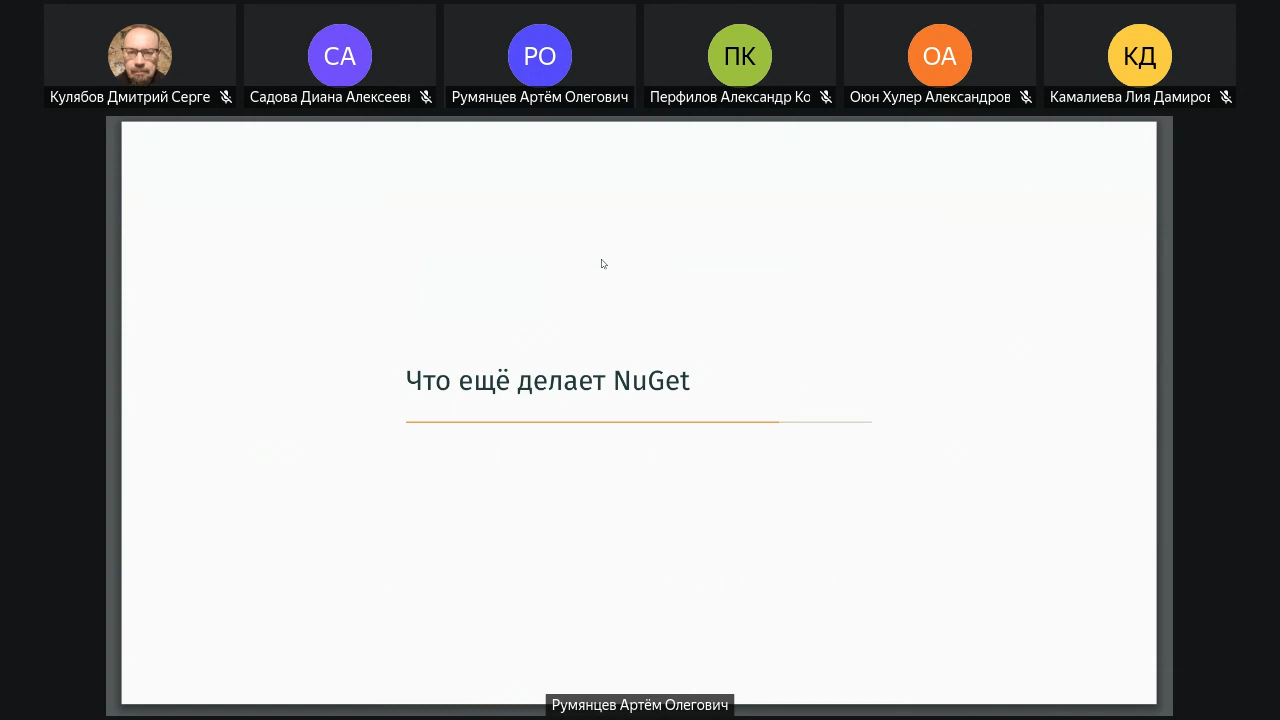 СА
РО
ПК
ОА
КД
Кулябов Дмитрий Серге
Садова Диана Алексеевн
Румянцев Артём Олегович
Перфилов Александр Ко
Оюн Хулер Александров
Камалиева Лия Дамиров
Что ещё делает NuGet
Румянцев Артём Олегович